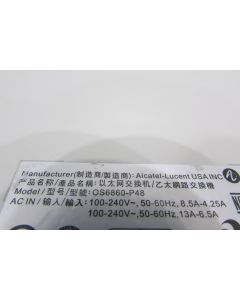 Manufacturer(制造商/製造商): Alcatel-Lucent USA INC
Model/型号/型號: OS6860-P48
产品名称/產品名稱: 以太网交换机/乙太網路交換機
AC IN / 输入/輸入: 100-240V~, 50-60Hz, 8.5A-4.25A
100-240V~, 50-60Hz, 13A-6.5A